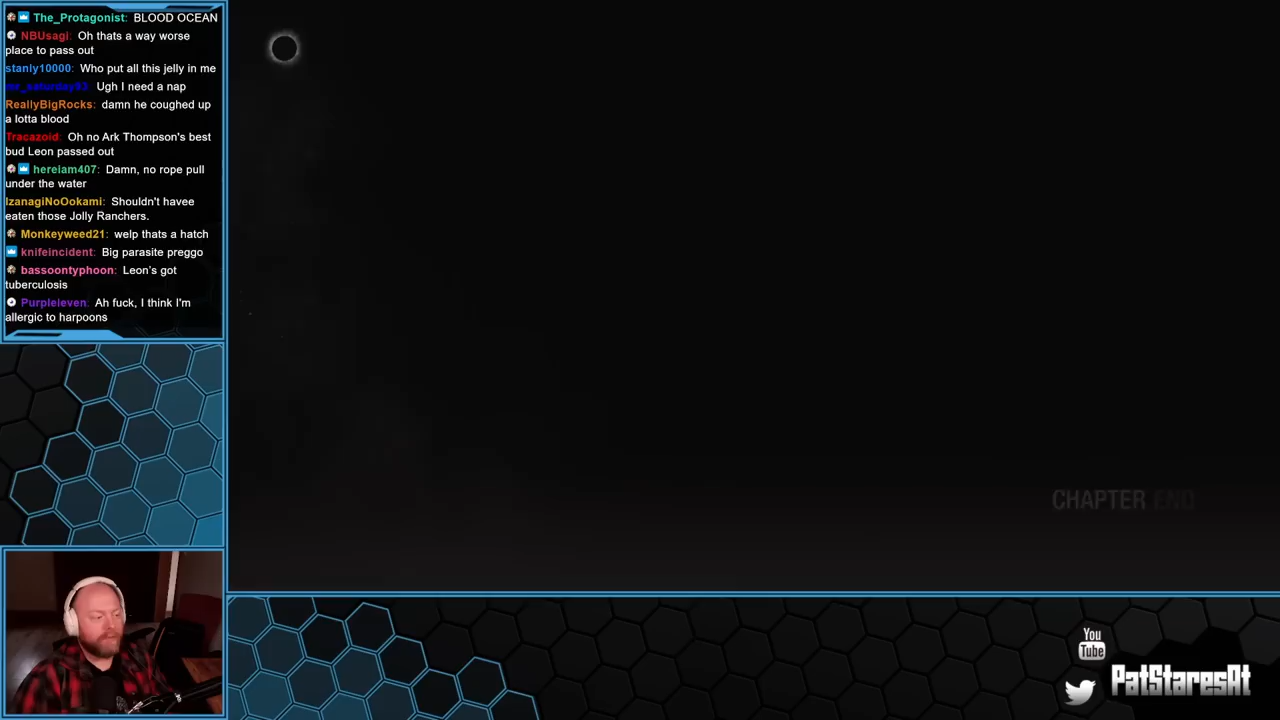 The_Protagonist: BLOOD OCEAN
NBUsagi: Oh thats a way worse
place to pass out
stanly10000: Who put all this jelly in me
mr_saturday93: Ugh I need a nap
ReallyBigRocks: damn he coughed up
a lotta blood
Tracazoid: Oh no Ark Thompson's best
bud Leon passed out
hereiam407: Damn, no rope pull
under the water
IzanagiNoOokami: Shouldn't havee
eaten those Jolly Ranchers.
Monkeyweed21: welp thats a hatch
knifeincident: Big parasite preggo
bassoontyphoon: Leon's got
tuberculosis
Purpleleven: Ah fuck, I think I'm
allergic to harpoons
CHAPTER END
You
Tube
PatStaresAt